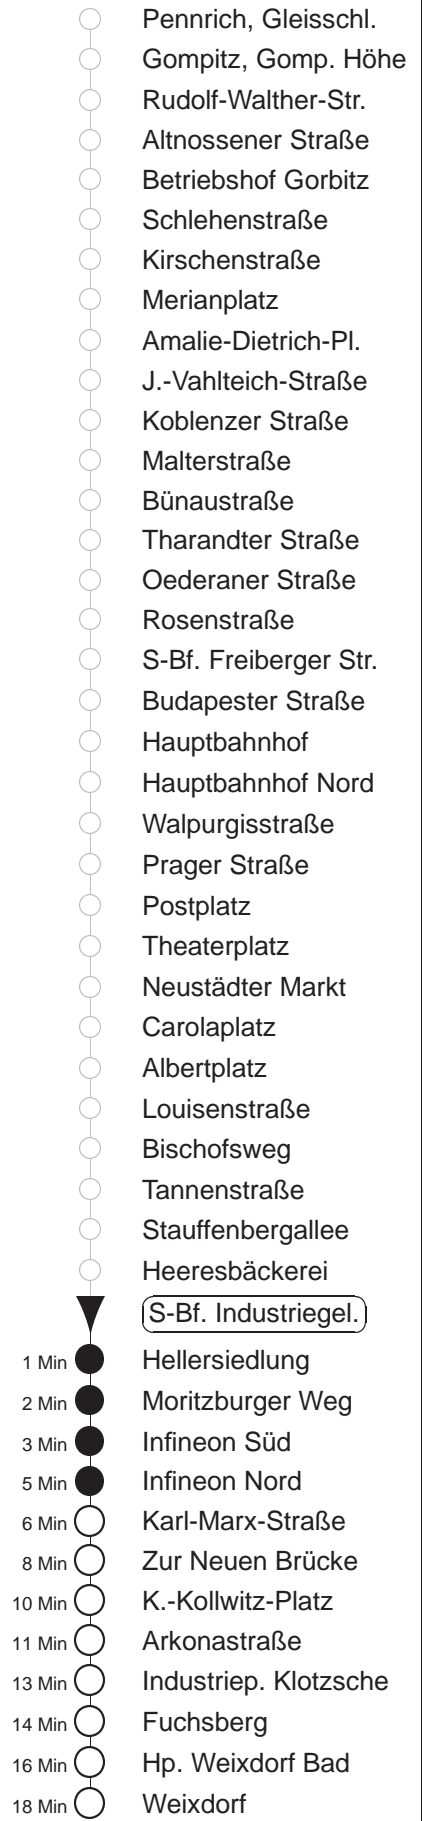 Pennrich, Gleisschl.
Gompitz, Gomp. Höhe
Rudolf-Walther-Str.
Altnossener Straße
Betriebshof Gorbitz
Schlehenstraße
Kirschenstraße
Merianplatz
Amalie-Dietrich-Pl.
J.-Vahlteich-Straße
Koblenzer Straße
Malterstraße
Bünaustraße
Tharandter Straße
Oederaner Straße
Rosenstraße
S-Bf. Freiberger Str.
Budapester Straße
Hauptbahnhof
Hauptbahnhof Nord
Walpurgisstraße
Prager Straße
Postplatz
Theaterplatz
Neustädter Markt
Carolaplatz
Albertplatz
Louisenstraße
Bischofsweg
Tannenstraße
Stauffenbergallee
Heeresbäckerei
S-Bf. Industriegel.
1 Min Hellersiedlung
2 Min Moritzburger Weg
3 Min Infineon Süd
5 Min Infineon Nord
6 Min Karl-Marx-Straße
8 Min Zur Neuen Brücke
10 Min K.-Kollwitz-Platz
11 Min Arkonastraße
13 Min Industriep. Klotzsche
14 Min Fuchsberg
16 Min Hp. Weixdorf Bad
18 Min Weixdorf